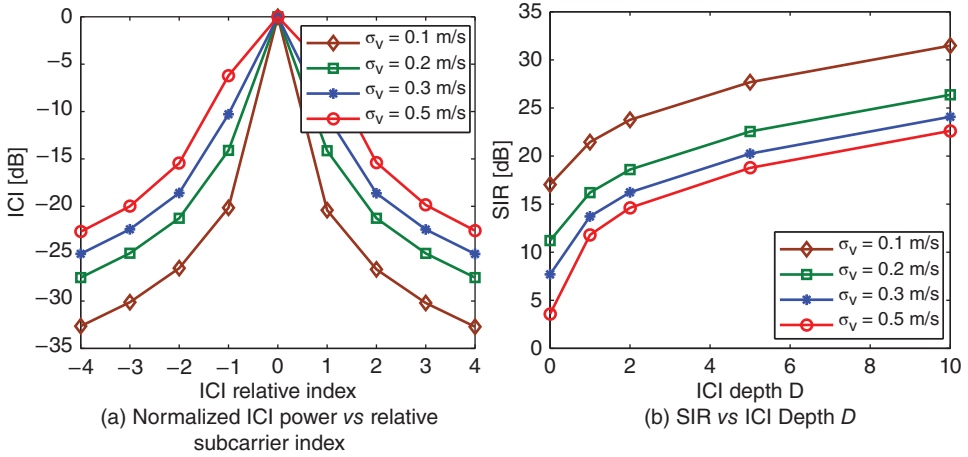 ICI [dB]
0
−5
−10
−15
−20
−25
−30
−35
−4 −3 −2 −1 0 1 2 3 4
σv = 0.1 m/s
σv = 0.2 m/s
σv = 0.3 m/s
σv = 0.5 m/s
ICI relative index
(a) Normalized ICI power vs relative
subcarrier index
SIR [dB]
35
30
25
20
15
10
5
0
0 2 4 6 8 10
σv = 0.1 m/s
σv = 0.2 m/s
σv = 0.3 m/s
σv = 0.5 m/s
ICI depth D
(b) SIR vs ICI Depth D